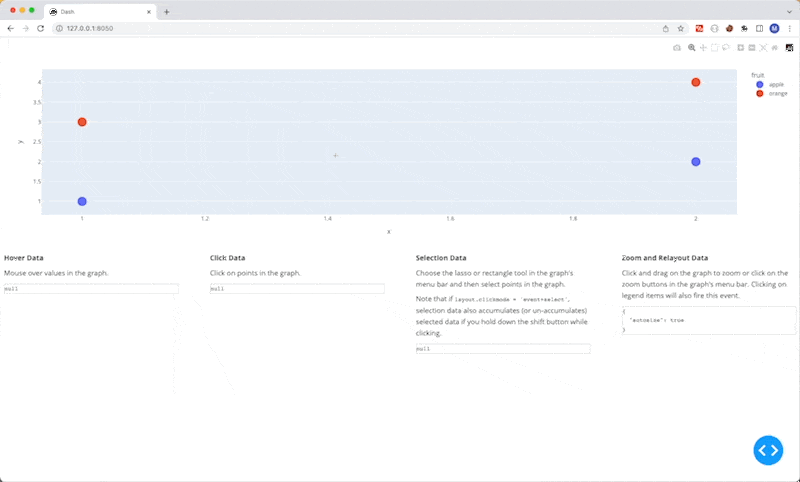 Dash
127.0.0.1:8050
M
fruit
apple
orange
4
3.5
3
2.5
2
1.5
1
y
1
1.2
1.4
1.6
1.8
2
x
Hover Data
Mouse over values in the graph.
null
Click Data
Click on points in the graph.
null
Selection Data
Choose the lasso or rectangle tool in the graph's
menu bar and then select points in the graph.
Note that if layout.clickmode = 'event+select',
selection data also accumulates (or un-accumulates)
selected data if you hold down the shift button while
clicking.
null
Zoom and Relayout Data
Click and drag on the graph to zoom or click on the
zoom buttons in the graph's menu bar. Clicking on
legend items will also fire this event.
{
"autosize": true
}